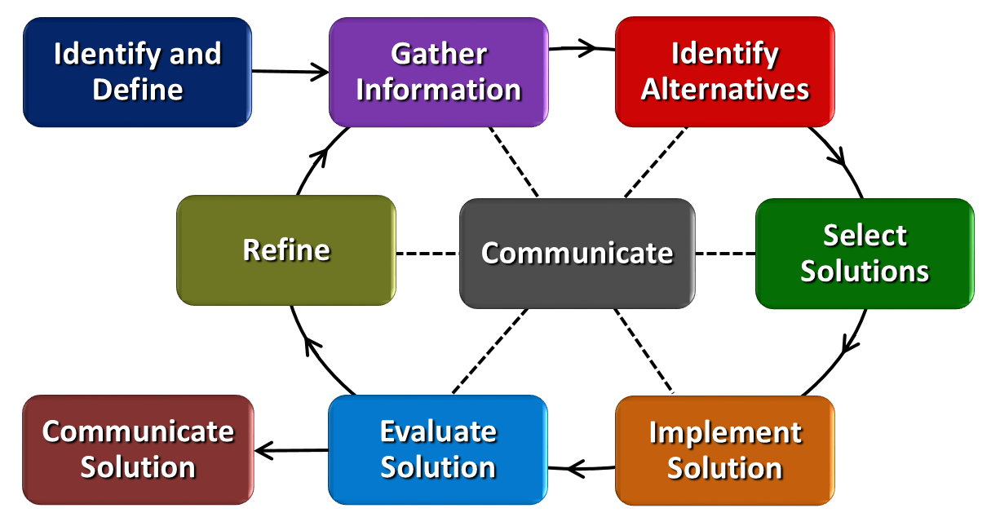 Identify and
Define
Gather
Information
Identify
Alternatives
Refine
Communicate
Select
Solutions
Communicate
Solution
Evaluate
Solution
Implement
Solution